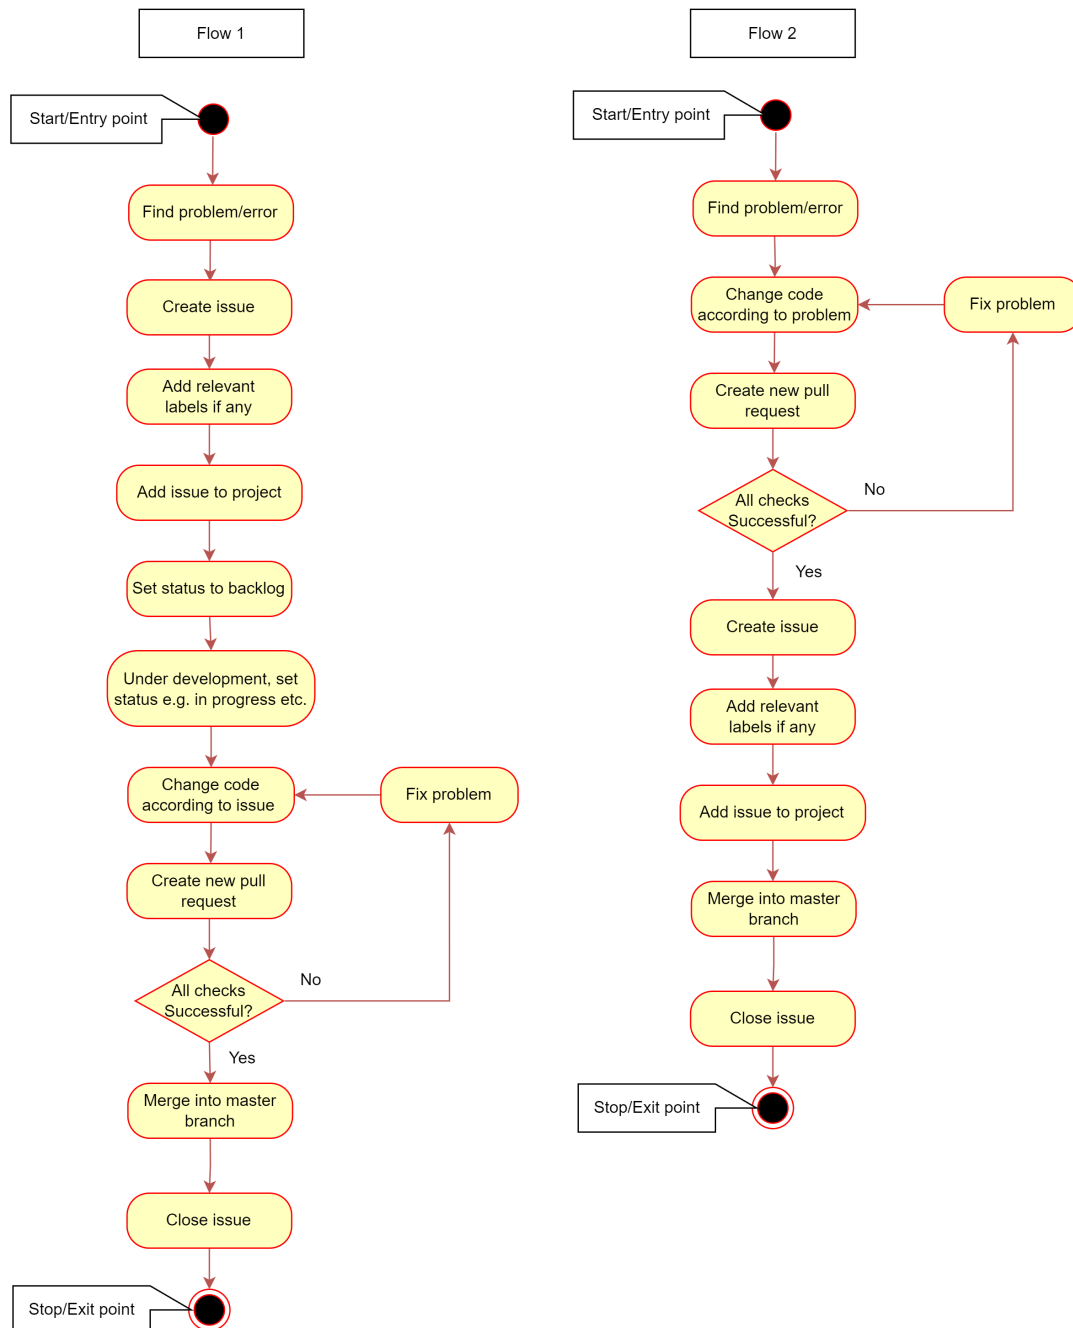 Flow 1
Start/Entry point
Find problem/error
Create issue
Add relevant
labels if any
Add issue to project
Set status to backlog
Under development, set
status e.g. in progress etc.
Change code
according to issue
Fix problem
Create new pull
request
All checks
Successful?
No
Yes
Merge into master
branch
Close issue
Stop/Exit point
Flow 2
Start/Entry point
Find problem/error
Change code
according to problem
Fix problem
Create new pull
request
All checks
Successful?
No
Yes
Create issue
Add relevant
labels if any
Add issue to project
Merge into master
branch
Close issue
Stop/Exit point